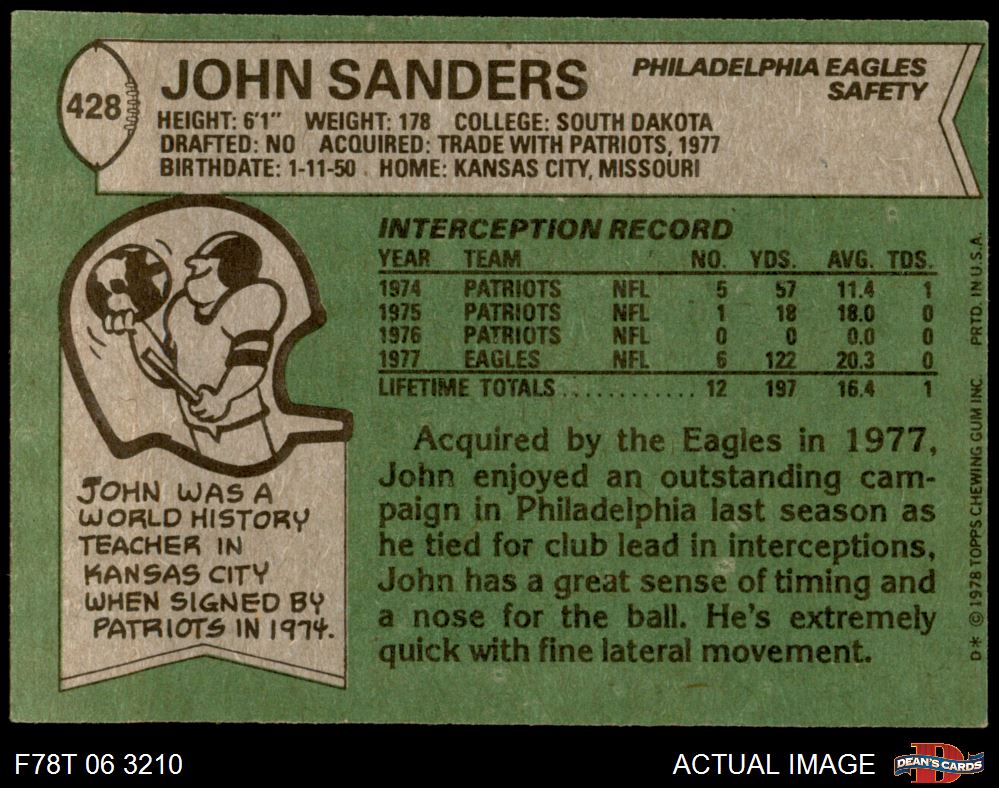 428
JOHN SANDERS
PHILADELPHIA EAGLES
SAFETY
HEIGHT: 6'1" WEIGHT: 178 COLLEGE: SOUTH DAKOTA
DRAFTED: NO ACQUIRED: TRADE WITH PATRIOTS, 1977
BIRTHDATE: 1-11-50 HOME: KANSAS CITY, MISSOURI
INTERCEPTION RECORD
YEAR TEAM NO. YDS. AVG. TDS.
1974 PATRIOTS NFL 5 57 11.4 1
1975 PATRIOTS NFL 1 18 18.0 0
1976 PATRIOTS NFL 0 0 0.0 0
1977 EAGLES NFL 6 122 20.3 0
LIFETIME TOTALS............ 12 197 16.4 1
JOHN WAS A
WORLD HISTORY
TEACHER IN
KANSAS CITY
WHEN SIGNED BY
PATRIOTS IN 1974.
Acquired by the Eagles in 1977,
John enjoyed an outstanding cam-
paign in Philadelphia last season as
he tied for club lead in interceptions,
John has a great sense of timing and
a nose for the ball. He's extremely
quick with fine lateral movement.
D* © 1978 TOPPS CHEWING GUM INC. PRTD. IN U.S.A.
F78T 06 3210
ACTUAL IMAGE
DEAN'S CARDS